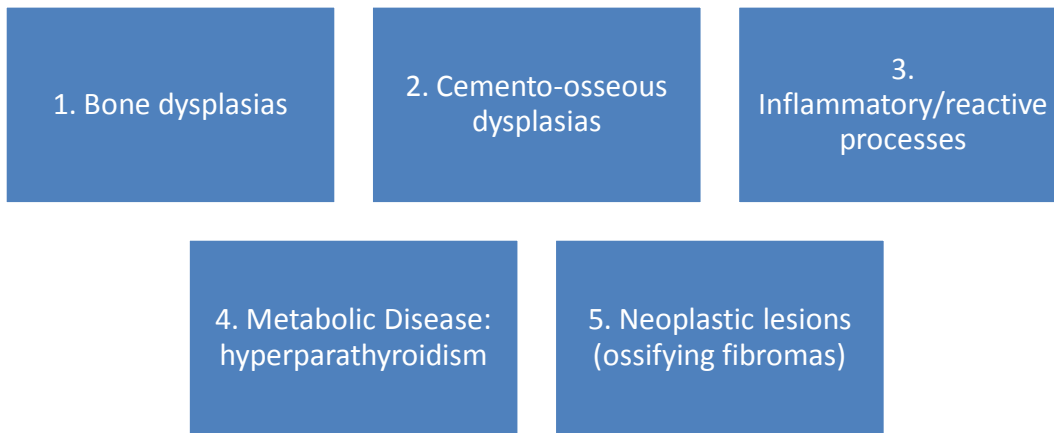 1. Bone dysplasias
2. Cemento-osseous
dysplasias
3.
Inflammatory/reactive
processes
4. Metabolic Disease:
hyperparathyroidism
5. Neoplastic lesions
(ossifying fibromas)